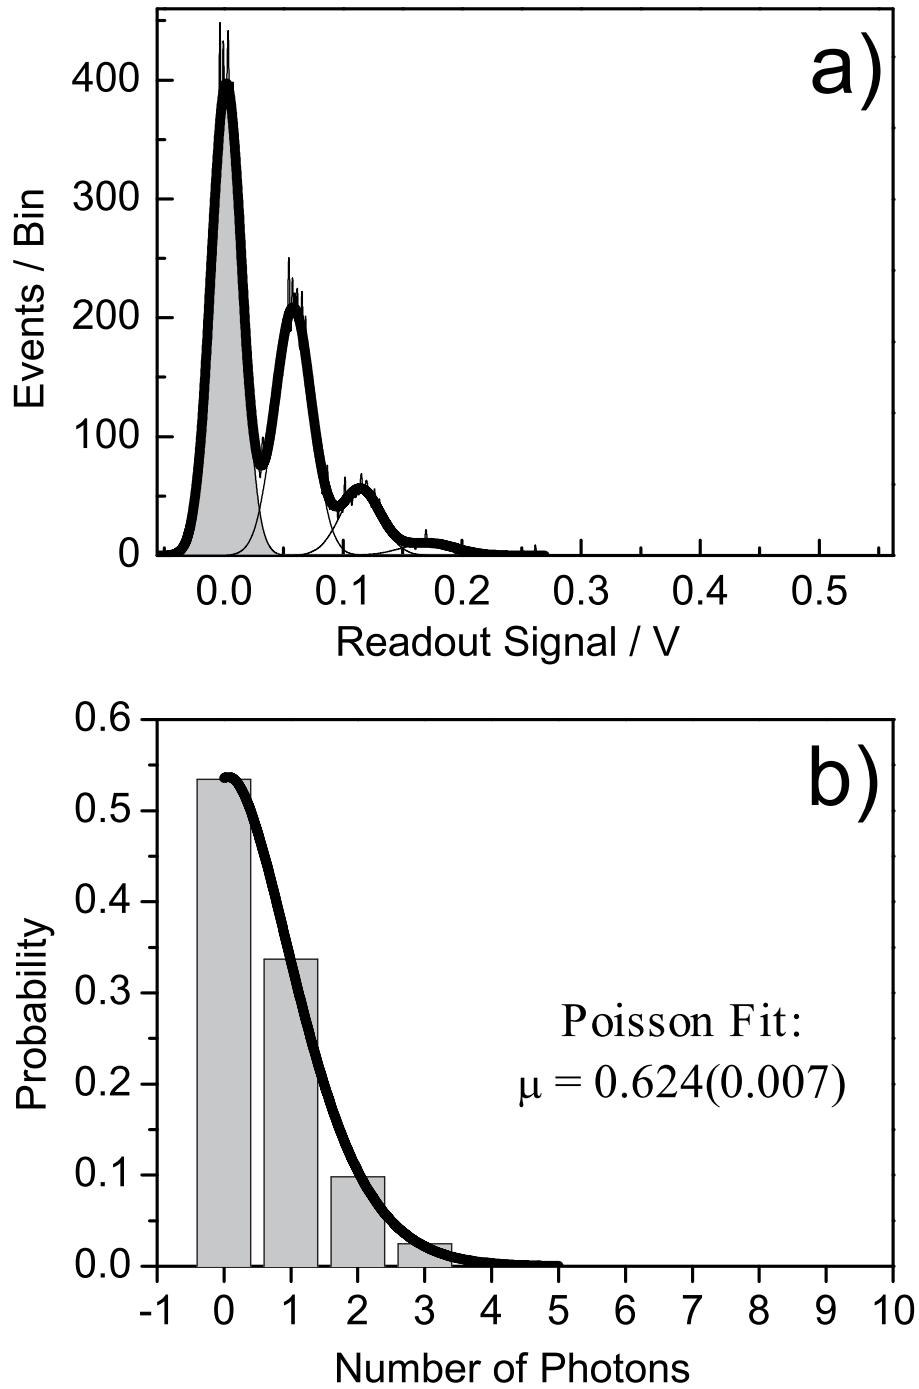 a)
400
300
200
100
0
Events / Bin
0.0 0.1 0.2 0.3 0.4 0.5
Readout Signal / V
b)
0.6
0.5
0.4
0.3
0.2
0.1
0.0
Probability
Poisson Fit:
μ = 0.624(0.007)
-1 0 1 2 3 4 5 6 7 8 9 10
Number of Photons